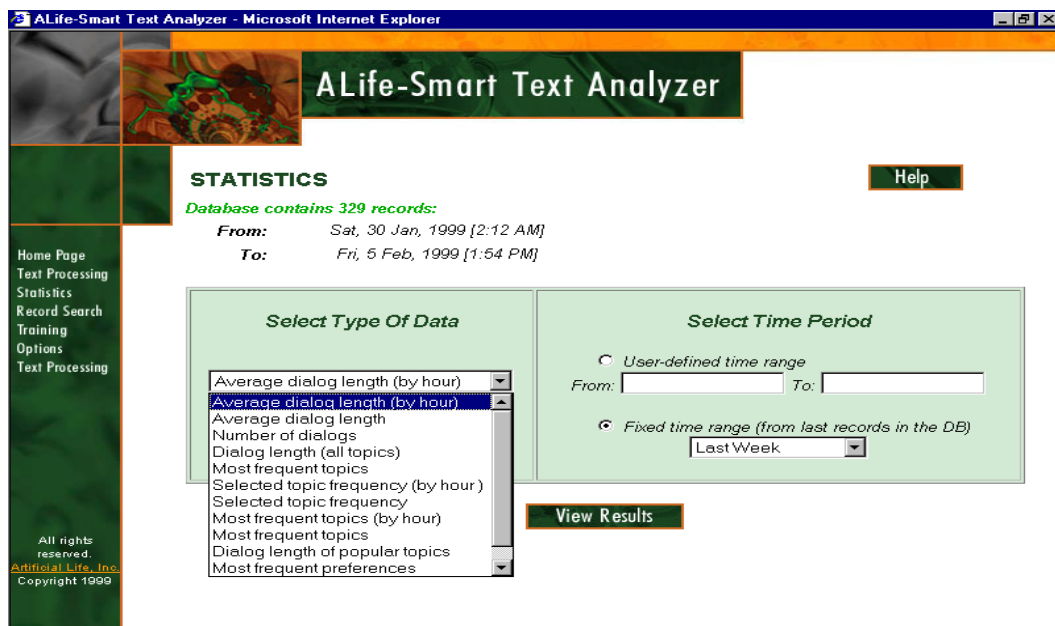 ALife-Smart Text Analyzer - Microsoft Internet Explorer
ALife-Smart Text Analyzer
STATISTICS
Help
Database contains 329 records:
From: Sat, 30 Jan, 1999 [2:12 AM]
To: Fri, 5 Feb, 1999 [1:54 PM]
Home Page
Text Processing
Statistics
Record Search
Training
Options
Text Processing
All rights
reserved.
Artificial Life, Inc.
Copyright 1999
Select Type Of Data
Average dialog length (by hour)
Average dialog length (by hour)
Average dialog length
Number of dialogs
Dialog length (all topics)
Most frequent topics
Selected topic frequency (by hour )
Selected topic frequency
Most frequent topics (by hour)
Most frequent topics
Dialog length of popular topics
Most frequent preferences
Select Time Period
User-defined time range
From: To:
Fixed time range (from last records in the DB)
Last Week
View Results